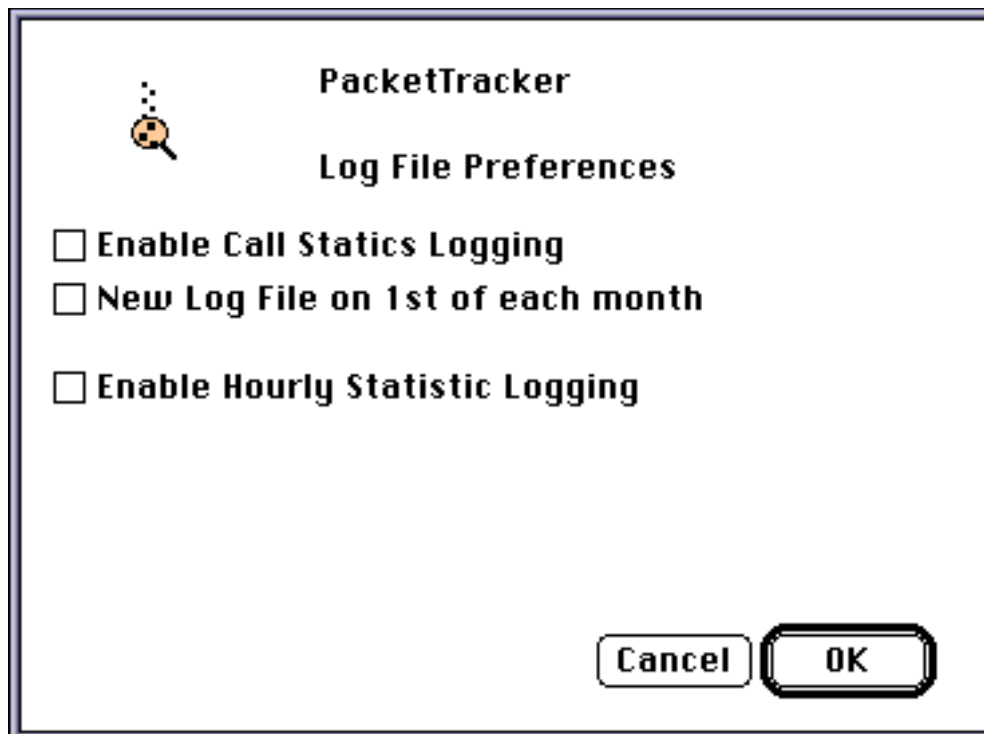 PacketTracker
Log File Preferences
Enable Call Statics Logging
New Log File on 1st of each month
Enable Hourly Statistic Logging
Cancel OK